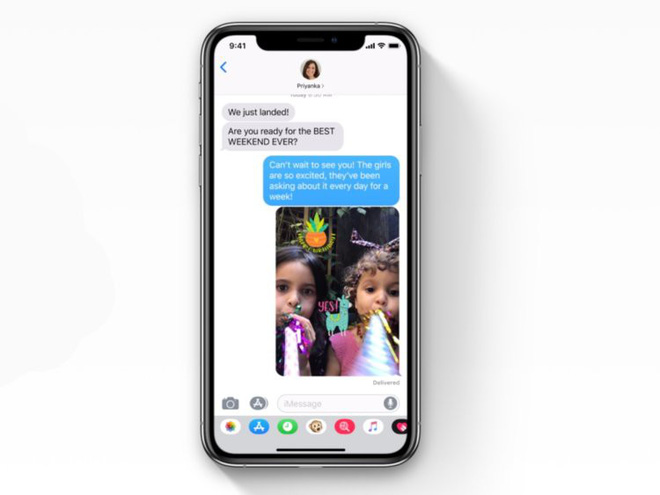 9:41
Priyanka
We just landed!
Are you ready for the BEST
WEEKEND EVER?
Can't wait to see you! The girls
are so excited, they've been
asking about it every day for a
week!
YES!
Delivered
iMessage